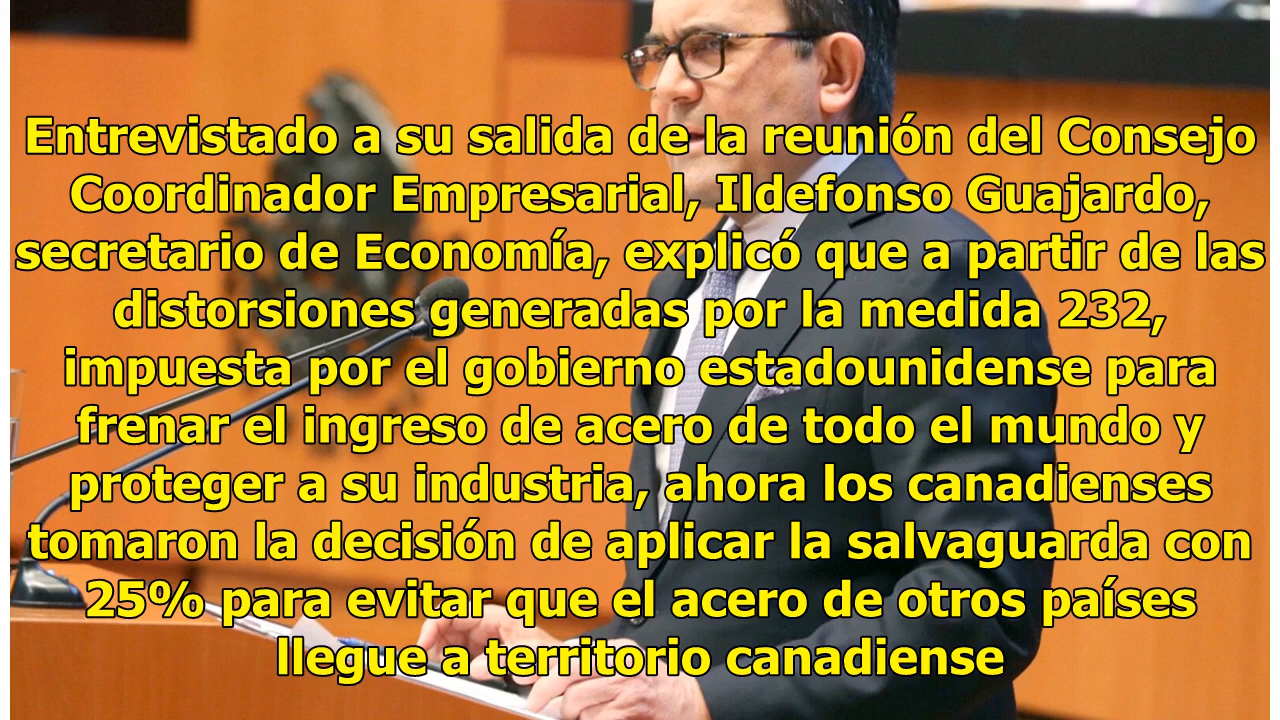 Entrevistado a su salida de la reunión del Consejo
Coordinador Empresarial, Ildefonso Guajardo,
secretario de Economía, explicó que a partir de las
distorsiones generadas por la medida 232,
impuesta por el gobierno estadounidense para
frenar el ingreso de acero de todo el mundo y
proteger a su industria, ahora los canadienses
tomaron la decisión de aplicar la salvaguarda con
25% para evitar que el acero de otros países
llegue a territorio canadiense